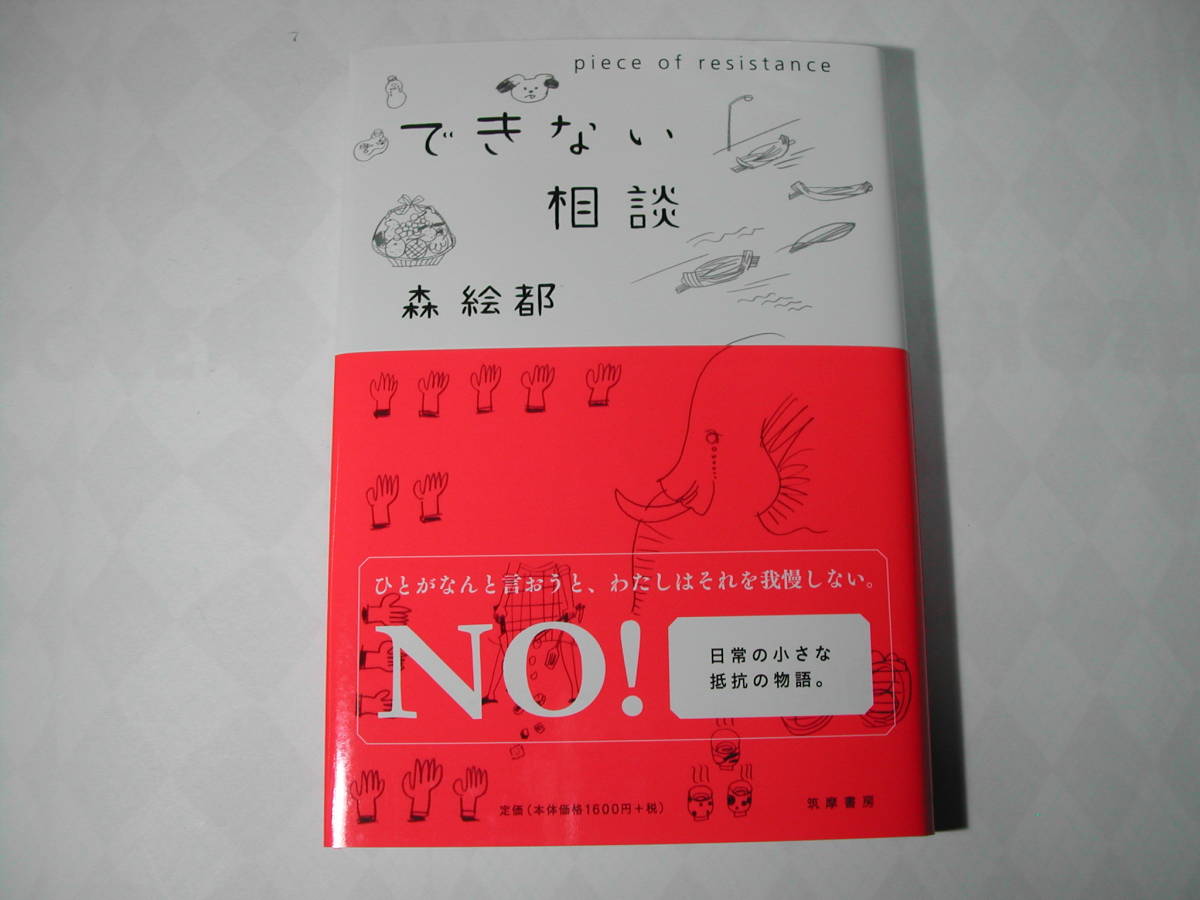 piece of resistance
できない
相談
森絵都
ひとがなんと言おうと、わたしはそれを我慢しない。
NO!
日常の小さな
抵抗の物語。
定価（本体価格1600円+税）
筑摩書房